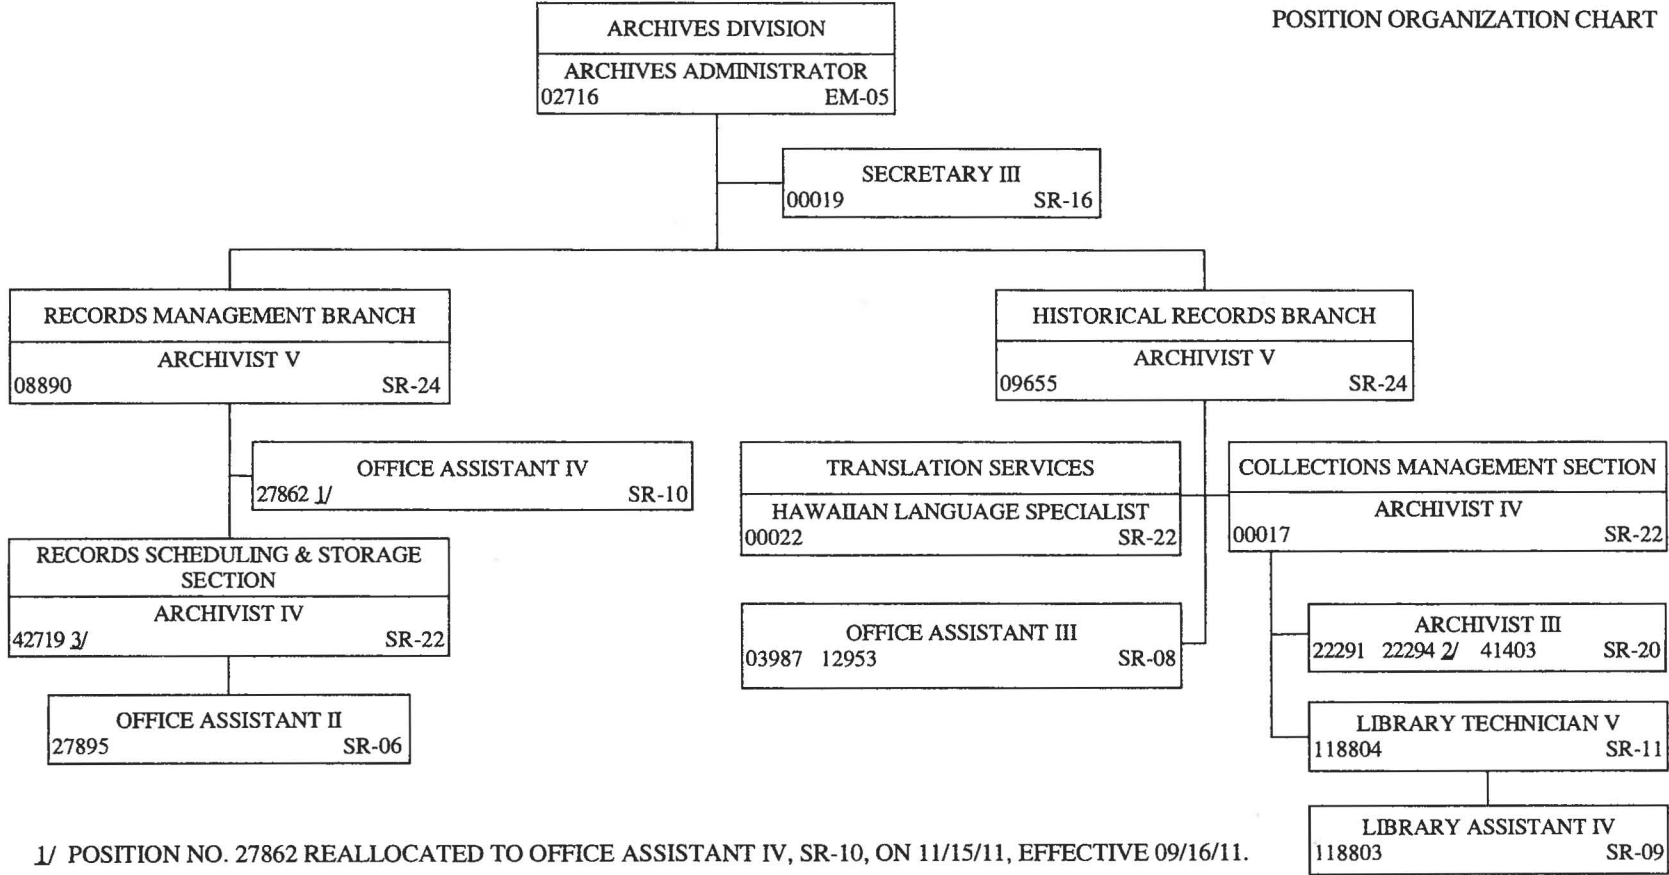 POSITION ORGANIZATION CHART
ARCHIVES DIVISION
ARCHIVES ADMINISTRATOR
02716 EM-05
SECRETARY III
00019 SR-16
RECORDS MANAGEMENT BRANCH
ARCHIVIST V
08890 SR-24
OFFICE ASSISTANT IV
27862 1/ SR-10
RECORDS SCHEDULING & STORAGE
SECTION
ARCHIVIST IV
42719 3/ SR-22
OFFICE ASSISTANT II
27895 SR-06
HISTORICAL RECORDS BRANCH
ARCHIVIST V
09655 SR-24
TRANSLATION SERVICES
HAWAIIAN LANGUAGE SPECIALIST
00022 SR-22
OFFICE ASSISTANT III
03987 12953 SR-08
COLLECTIONS MANAGEMENT SECTION
ARCHIVIST IV
00017 SR-22
ARCHIVIST III
22291 22294 2/ 41403 SR-20
LIBRARY TECHNICIAN V
118804 SR-11
LIBRARY ASSISTANT IV
118803 SR-09
1/ POSITION NO. 27862 REALLOCATED TO OFFICE ASSISTANT IV, SR-10, ON 11/15/11, EFFECTIVE 09/16/11.